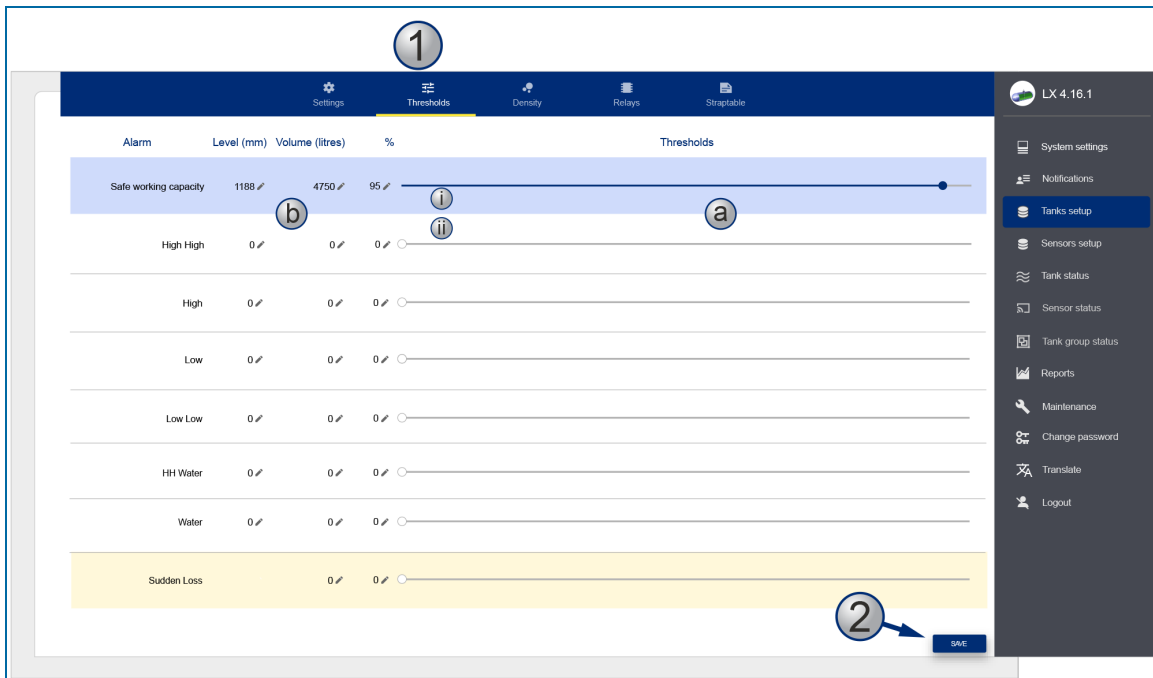 1
Settings Thresholds Density Relays Straptable
LX 4.16.1
Alarm Level (mm) Volume (litres) % Thresholds
Safe working capacity 1188 4750 95
i
a
b
ii
High High 0 0 0
High 0 0 0
Low 0 0 0
Low Low 0 0 0
HH Water 0 0 0
Water 0 0 0
Sudden Loss 0 0
2
SAVE
System settings
Notifications
Tanks setup
Sensors setup
Tank status
Sensor status
Tank group status
Reports
Maintenance
Change password
Translate
Logout